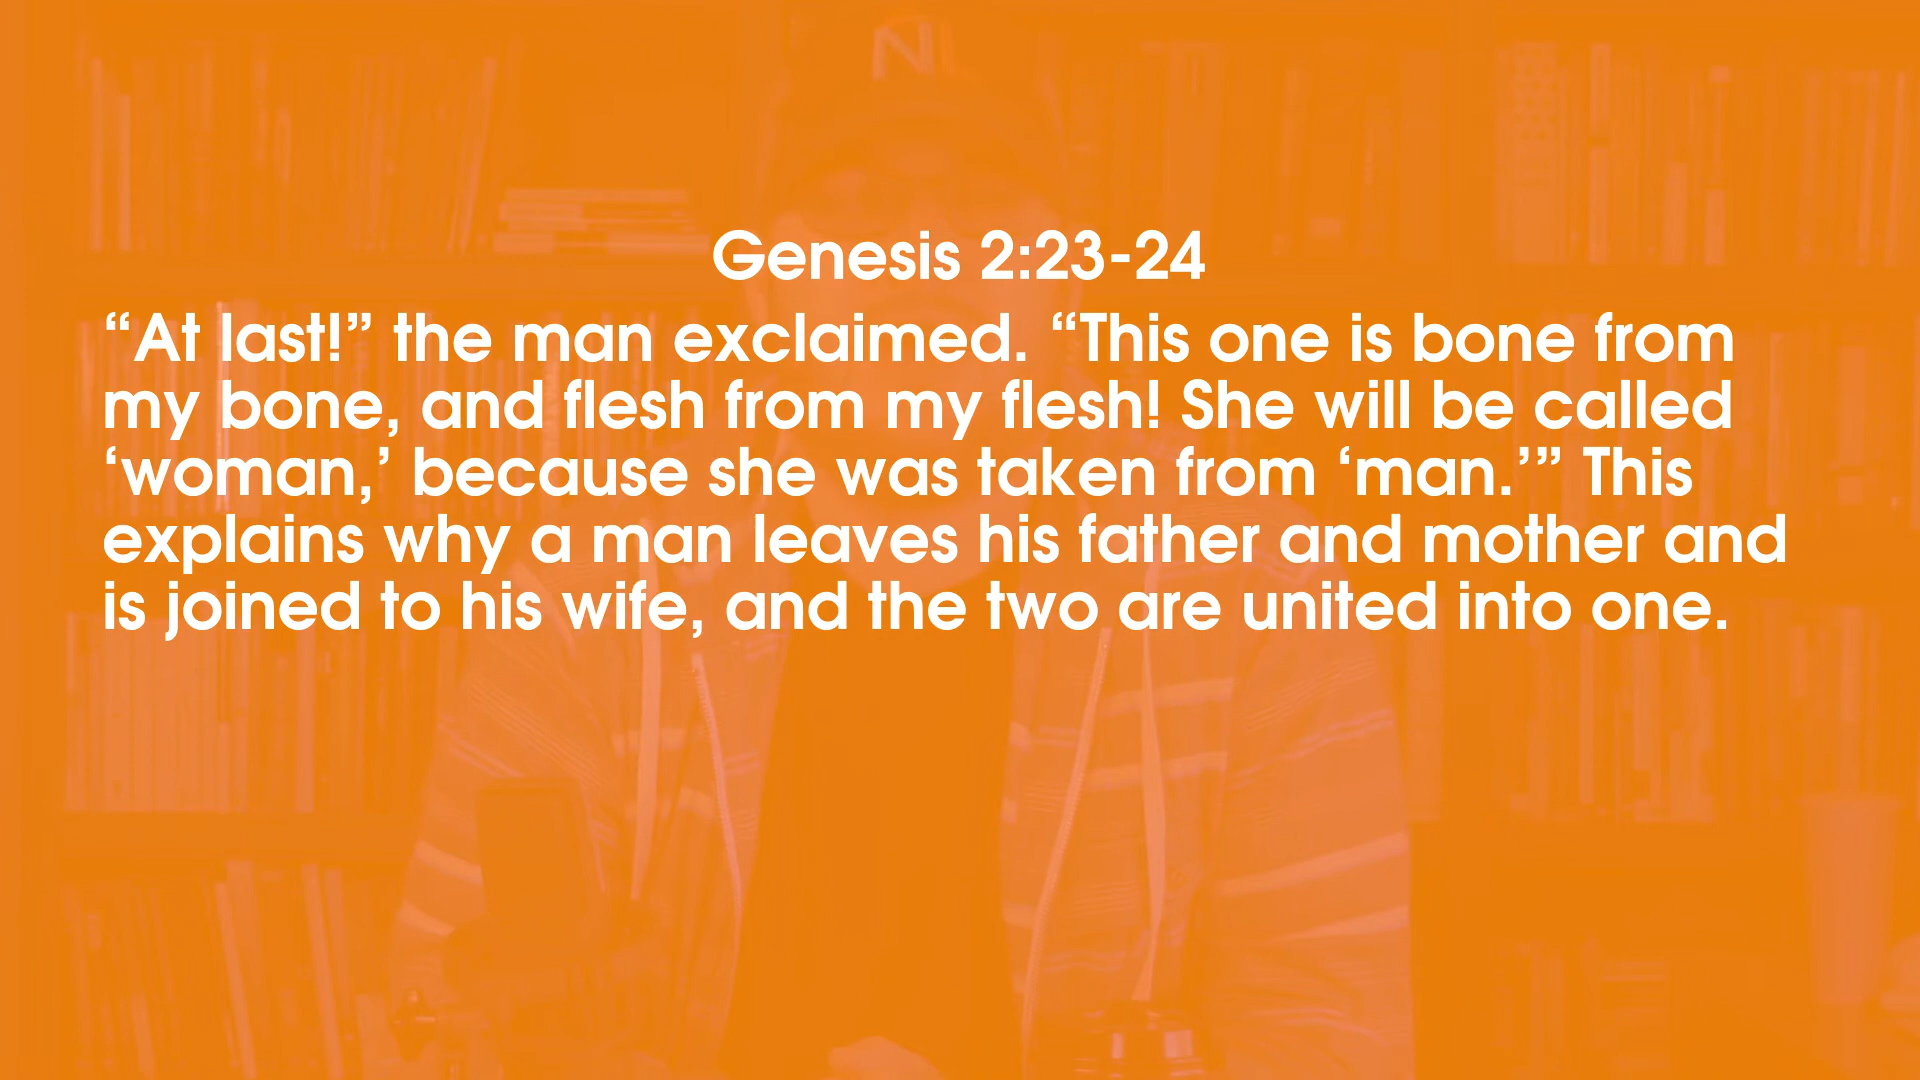 NL
Genesis 2:23-24
“At last!” the man exclaimed. “This one is bone from
my bone, and flesh from my flesh! She will be called
‘woman,’ because she was taken from ‘man.’” This
explains why a man leaves his father and mother and
is joined to his wife, and the two are united into one.